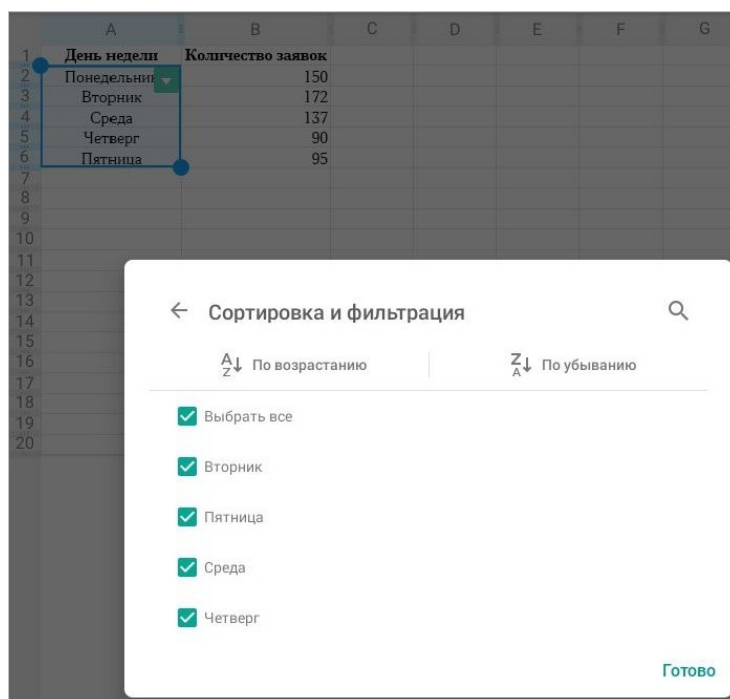 A B C D E F G
1 День недели Количество заявок
2 Понедельник 150
3 Вторник 172
4 Среда 137
5 Четверг 90
6 Пятница 95
7
8
9
10
11
12
13
14
15
16
17
18
19
20
Сортировка и фильтрация
По возрастанию По убыванию
Выбрать все
Вторник
Пятница
Среда
Четверг
Готово